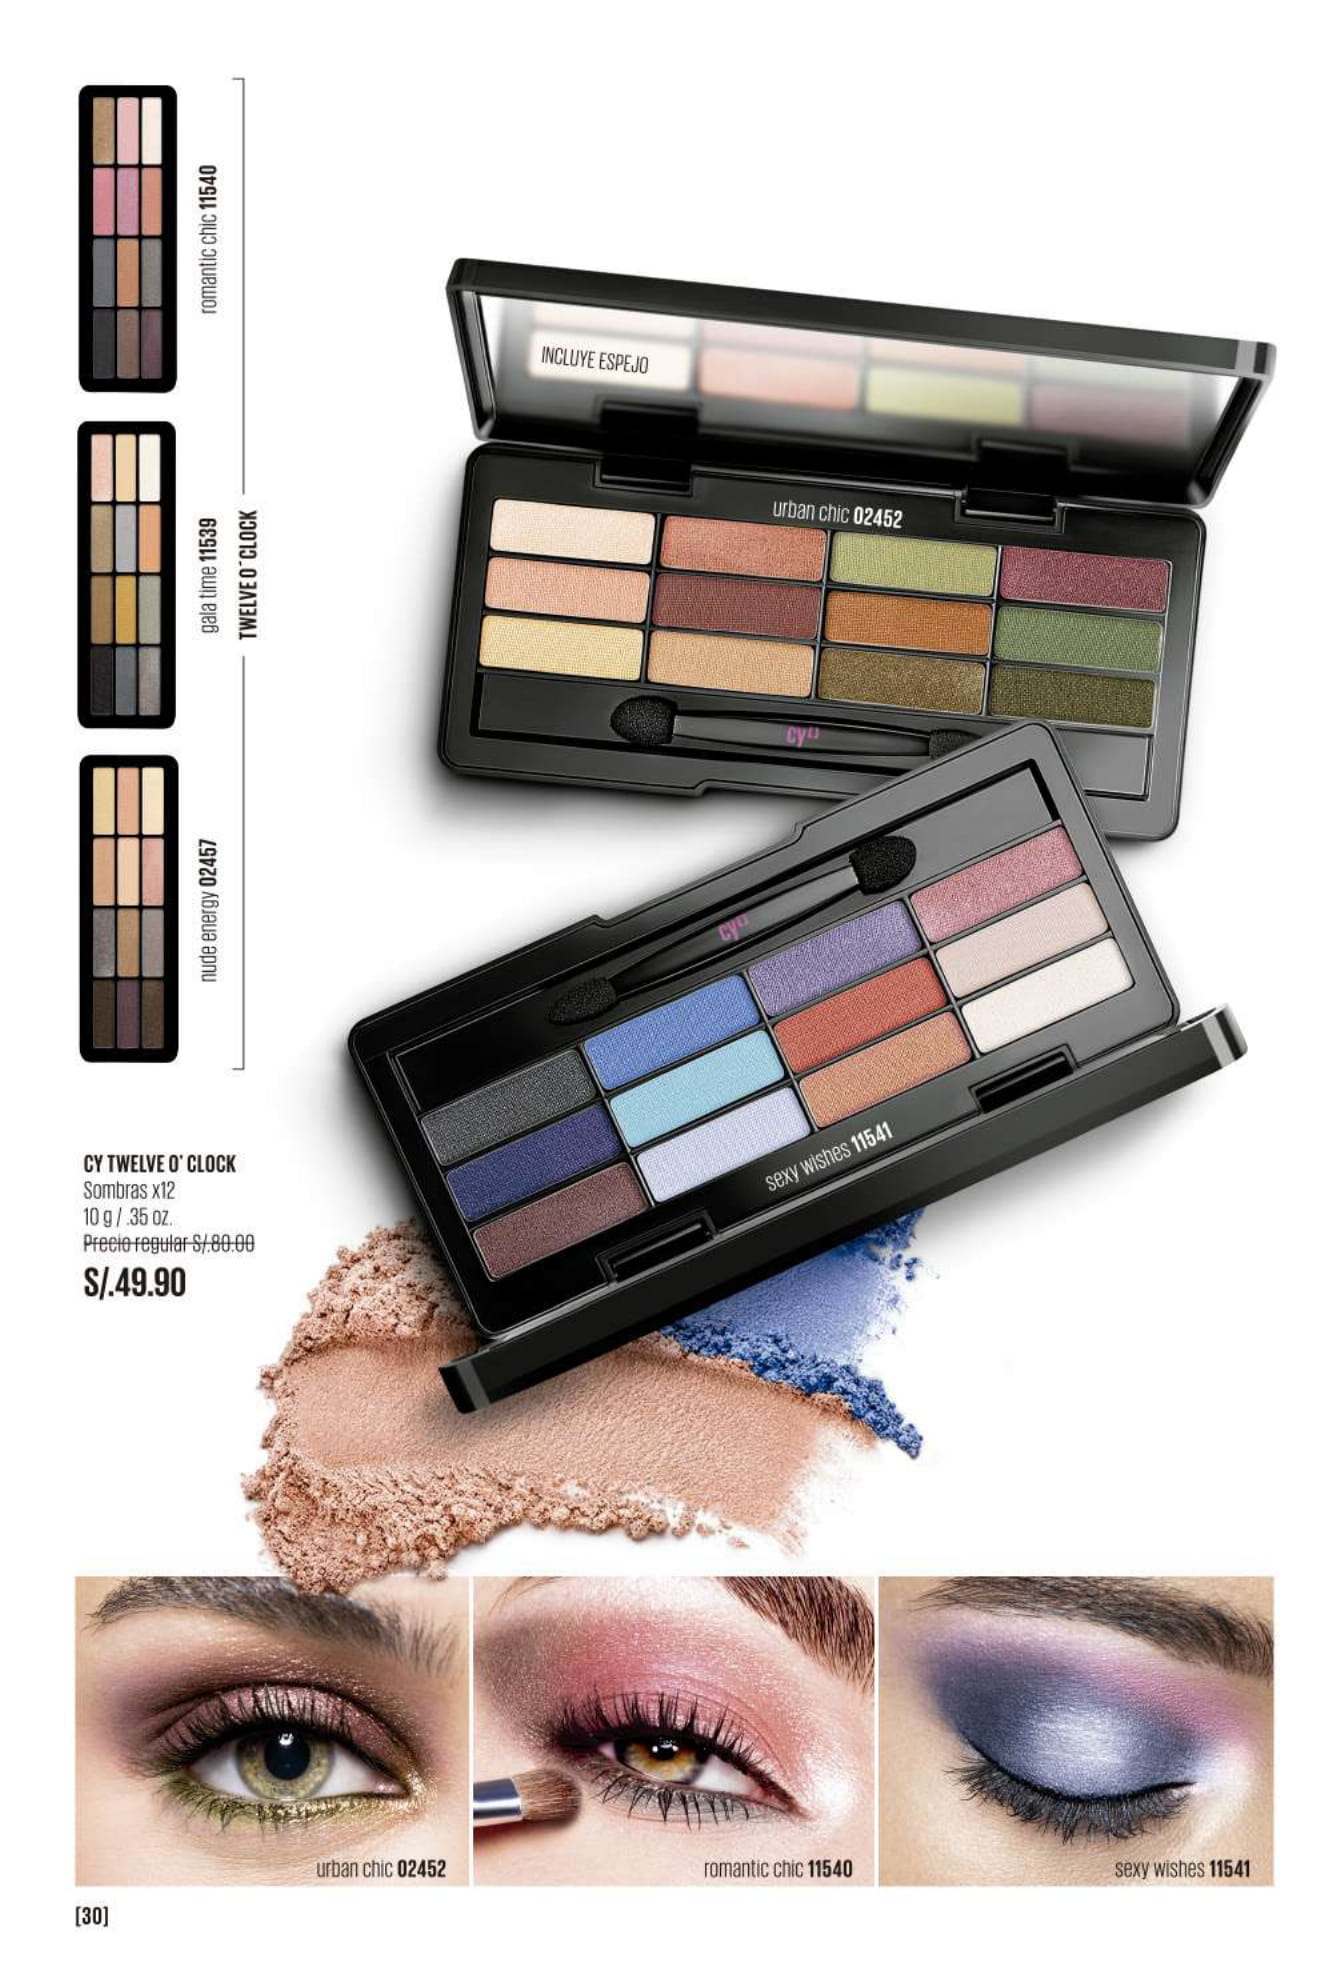 romantic chic 11540
gala time 11539
TWELVE O´CLOCK
nude energy 02457
INCLUYE ESPEJO
urban chic 02452
cy°
cy°
sexy wishes 11541
CY TWELVE O´ CLOCK
Sombras x12
10 g / .35 oz.
Precio regular S/.80.00
S/.49.90
urban chic 02452
romantic chic 11540
sexy wishes 11541
[30]